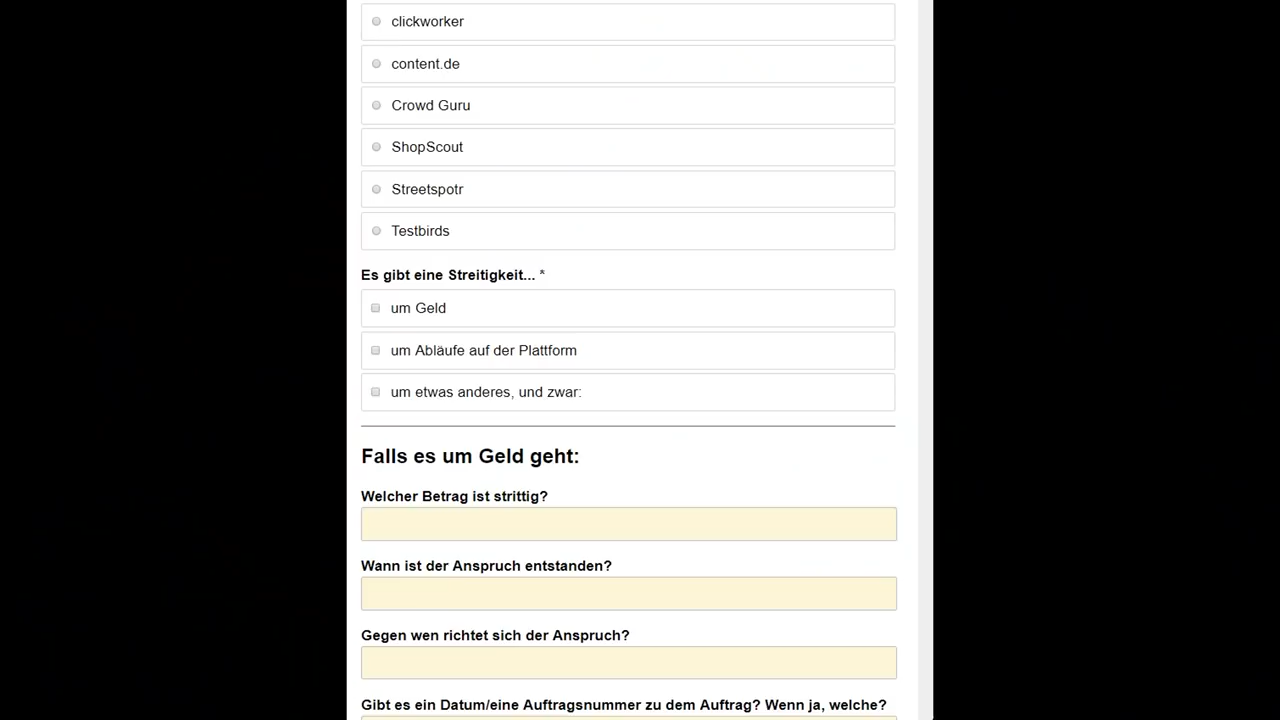 clickworker
content.de
Crowd Guru
ShopScout
Streetspotr
Testbirds
Es gibt eine Streitigkeit... *
um Geld
um Abläufe auf der Plattform
um etwas anderes, und zwar:
Falls es um Geld geht:
Welcher Betrag ist strittig?
Wann ist der Anspruch entstanden?
Gegen wen richtet sich der Anspruch?
Gibt es ein Datum/eine Auftragsnummer zu dem Auftrag? Wenn ja, welche?